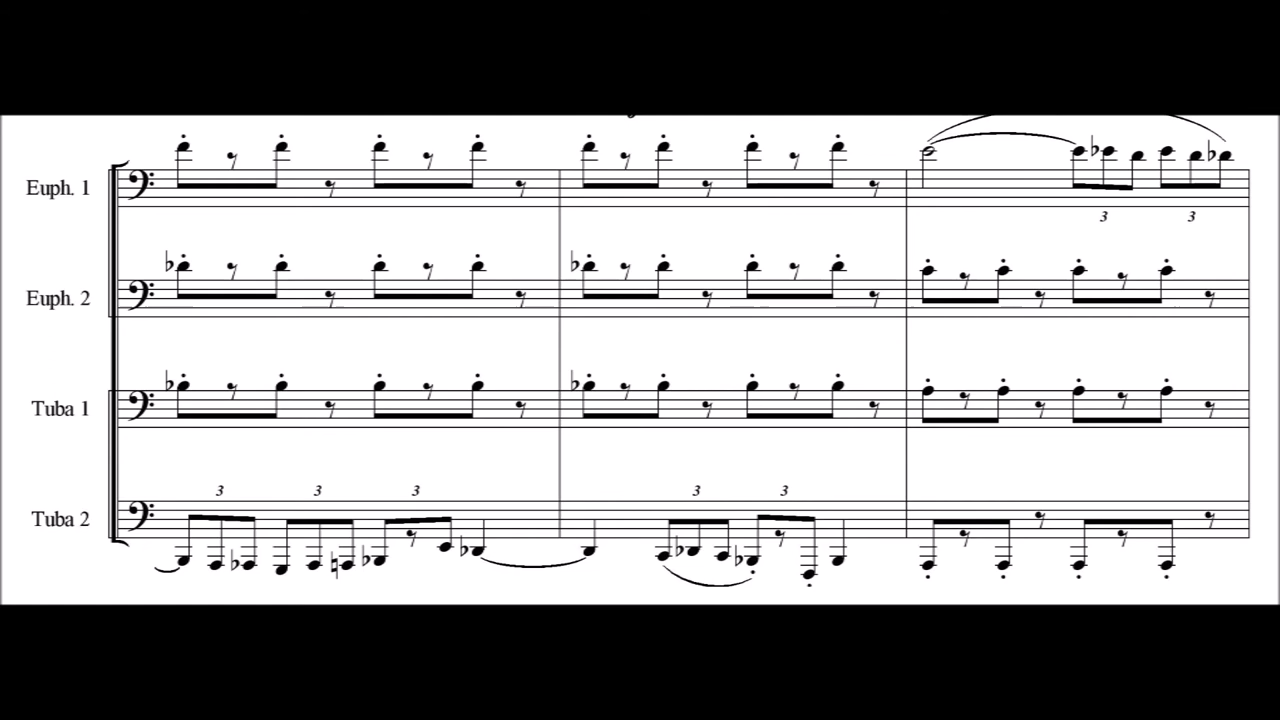 Euph. 1
3 3
Euph. 2
Tuba 1
3 3 3 3 3
Tuba 2